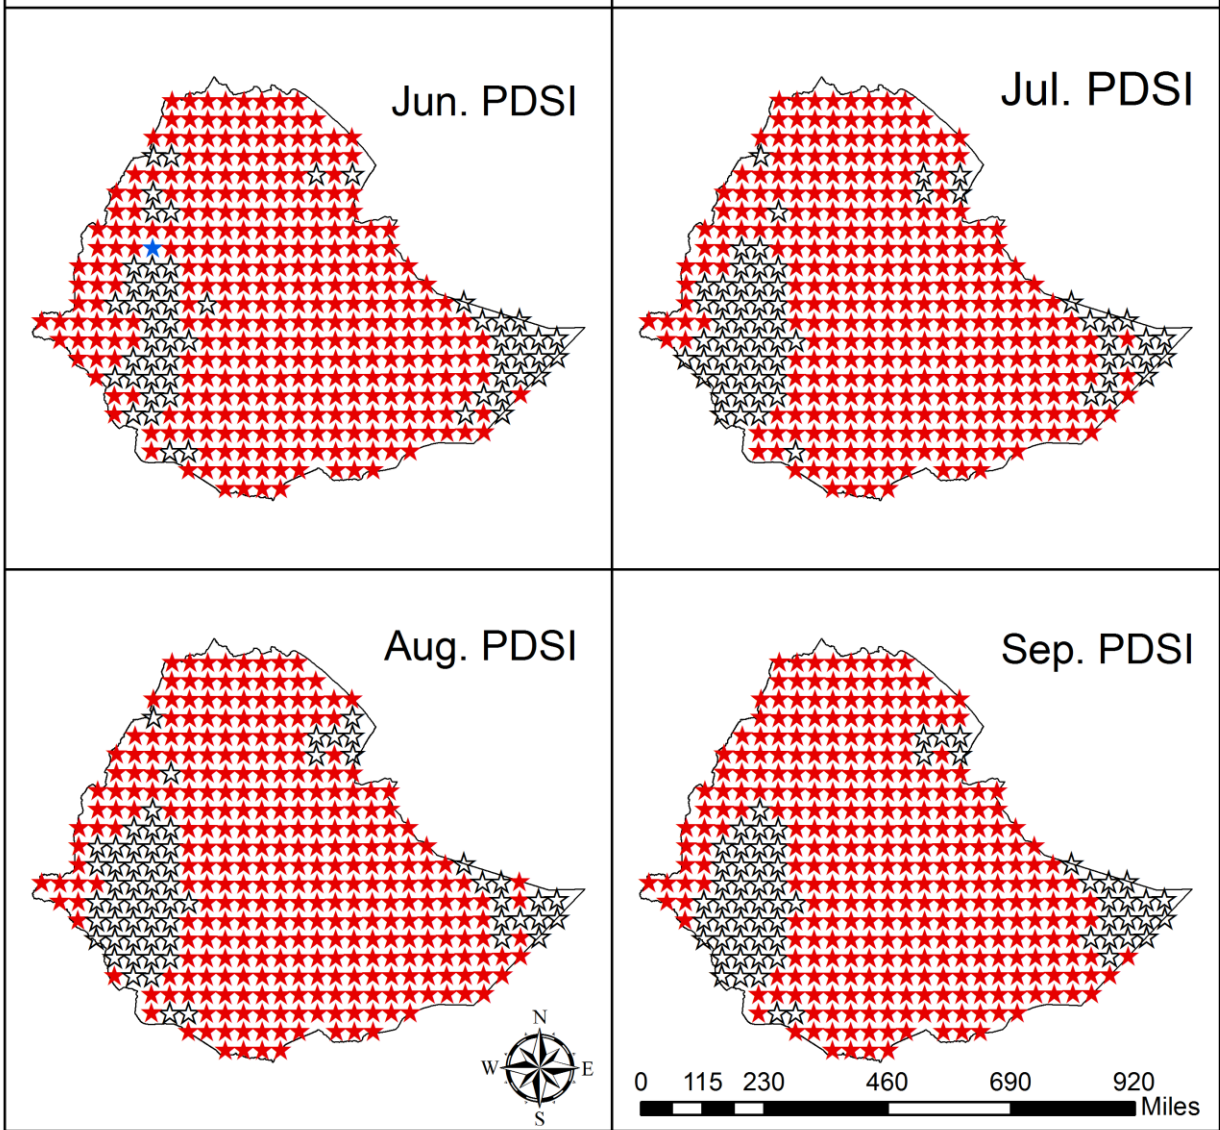 Jun. PDSI
Jul. PDSI
Aug. PDSI
Sep. PDSI
N
W E
S
0 115 230 460 690 920
Miles